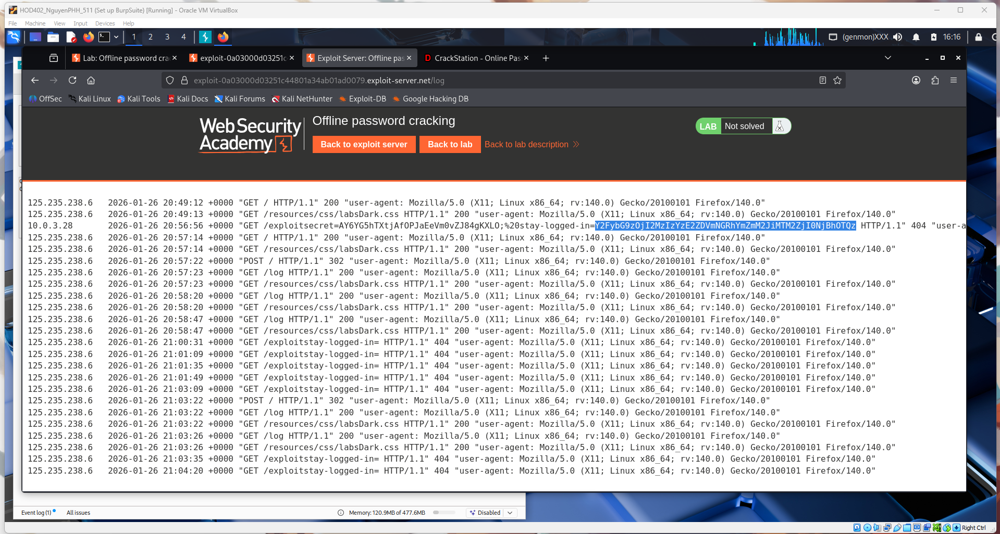 HOD402_NguyenPHH_511 (Set up BurpSuite) [Running] - Oracle VM VirtualBox
File Machine View Input Devices Help
1 2 3 4 (genmon)XXX 16:16
Lab: Offline password cra exploit-0a03000d03251c Exploit Server: Offline pas CrackStation - Online Pas
exploit-0a03000d03251c44801a34ab01ad0079.exploit-server.net/log
OffSec Kali Linux Kali Tools Kali Docs Kali Forums Kali NetHunter Exploit-DB Google Hacking DB
WebSecurity Academy
Offline password cracking
LAB Not solved
Back to exploit server Back to lab Back to lab description
125.235.238.6 2026-01-26 20:49:12 +0000 "GET / HTTP/1.1" 200 "user-agent: Mozilla/5.0 (X11; Linux x86_64; rv:140.0) Gecko/20100101 Firefox/140.0"
125.235.238.6 2026-01-26 20:49:13 +0000 "GET /resources/css/labsDark.css HTTP/1.1" 200 "user-agent: Mozilla/5.0 (X11; Linux x86_64; rv:140.0) Gecko/20100101 Firefox/140.0"
10.0.3.28 2026-01-26 20:56:56 +0000 "GET /exploitsecret=AY6YG5hTXtjAfOPJaEeVm0vZJ84gKXLO;%20stay-logged-in=Y2FybG9zOjI2MzIzYzE2ZDVmNGRhYmZmM2JiMTM2ZjI0NjBhOTQz HTTP/1.1" 404 "user-a
125.235.238.6 2026-01-26 20:57:14 +0000 "GET / HTTP/1.1" 200 "user-agent: Mozilla/5.0 (X11; Linux x86_64; rv:140.0) Gecko/20100101 Firefox/140.0"
125.235.238.6 2026-01-26 20:57:14 +0000 "GET /resources/css/labsDark.css HTTP/1.1" 200 "user-agent: Mozilla/5.0 (X11; Linux x86_64; rv:140.0) Gecko/20100101 Firefox/140.0"
125.235.238.6 2026-01-26 20:57:22 +0000 "POST / HTTP/1.1" 302 "user-agent: Mozilla/5.0 (X11; Linux x86_64; rv:140.0) Gecko/20100101 Firefox/140.0"
125.235.238.6 2026-01-26 20:57:23 +0000 "GET /log HTTP/1.1" 200 "user-agent: Mozilla/5.0 (X11; Linux x86_64; rv:140.0) Gecko/20100101 Firefox/140.0"
125.235.238.6 2026-01-26 20:57:23 +0000 "GET /resources/css/labsDark.css HTTP/1.1" 200 "user-agent: Mozilla/5.0 (X11; Linux x86_64; rv:140.0) Gecko/20100101 Firefox/140.0"
125.235.238.6 2026-01-26 20:58:20 +0000 "GET /log HTTP/1.1" 200 "user-agent: Mozilla/5.0 (X11; Linux x86_64; rv:140.0) Gecko/20100101 Firefox/140.0"
125.235.238.6 2026-01-26 20:58:20 +0000 "GET /resources/css/labsDark.css HTTP/1.1" 200 "user-agent: Mozilla/5.0 (X11; Linux x86_64; rv:140.0) Gecko/20100101 Firefox/140.0"
125.235.238.6 2026-01-26 20:58:47 +0000 "GET /log HTTP/1.1" 200 "user-agent: Mozilla/5.0 (X11; Linux x86_64; rv:140.0) Gecko/20100101 Firefox/140.0"
125.235.238.6 2026-01-26 20:58:47 +0000 "GET /resources/css/labsDark.css HTTP/1.1" 200 "user-agent: Mozilla/5.0 (X11; Linux x86_64; rv:140.0) Gecko/20100101 Firefox/140.0"
125.235.238.6 2026-01-26 21:00:31 +0000 "GET /exploitstay-logged-in= HTTP/1.1" 404 "user-agent: Mozilla/5.0 (X11; Linux x86_64; rv:140.0) Gecko/20100101 Firefox/140.0"
125.235.238.6 2026-01-26 21:01:09 +0000 "GET /exploitstay-logged-in= HTTP/1.1" 404 "user-agent: Mozilla/5.0 (X11; Linux x86_64; rv:140.0) Gecko/20100101 Firefox/140.0"
125.235.238.6 2026-01-26 21:01:35 +0000 "GET /exploitstay-logged-in= HTTP/1.1" 404 "user-agent: Mozilla/5.0 (X11; Linux x86_64; rv:140.0) Gecko/20100101 Firefox/140.0"
125.235.238.6 2026-01-26 21:01:49 +0000 "GET /exploitstay-logged-in= HTTP/1.1" 404 "user-agent: Mozilla/5.0 (X11; Linux x86_64; rv:140.0) Gecko/20100101 Firefox/140.0"
125.235.238.6 2026-01-26 21:03:09 +0000 "GET /exploitstay-logged-in= HTTP/1.1" 404 "user-agent: Mozilla/5.0 (X11; Linux x86_64; rv:140.0) Gecko/20100101 Firefox/140.0"
125.235.238.6 2026-01-26 21:03:22 +0000 "POST / HTTP/1.1" 302 "user-agent: Mozilla/5.0 (X11; Linux x86_64; rv:140.0) Gecko/20100101 Firefox/140.0"
125.235.238.6 2026-01-26 21:03:22 +0000 "GET /log HTTP/1.1" 200 "user-agent: Mozilla/5.0 (X11; Linux x86_64; rv:140.0) Gecko/20100101 Firefox/140.0"
125.235.238.6 2026-01-26 21:03:22 +0000 "GET /resources/css/labsDark.css HTTP/1.1" 200 "user-agent: Mozilla/5.0 (X11; Linux x86_64; rv:140.0) Gecko/20100101 Firefox/140.0"
125.235.238.6 2026-01-26 21:03:26 +0000 "GET /log HTTP/1.1" 200 "user-agent: Mozilla/5.0 (X11; Linux x86_64; rv:140.0) Gecko/20100101 Firefox/140.0"
125.235.238.6 2026-01-26 21:03:26 +0000 "GET /resources/css/labsDark.css HTTP/1.1" 200 "user-agent: Mozilla/5.0 (X11; Linux x86_64; rv:140.0) Gecko/20100101 Firefox/140.0"
125.235.238.6 2026-01-26 21:03:35 +0000 "GET /exploitstay-logged-in= HTTP/1.1" 404 "user-agent: Mozilla/5.0 (X11; Linux x86_64; rv:140.0) Gecko/20100101 Firefox/140.0"
125.235.238.6 2026-01-26 21:04:20 +0000 "GET /exploitstay-logged-in= HTTP/1.1" 404 "user-agent: Mozilla/5.0 (X11; Linux x86_64; rv:140.0) Gecko/20100101 Firefox/140.0"
Event log (1) All issues Memory: 120.9MB of 477.6MB Disabled
Right Ctrl